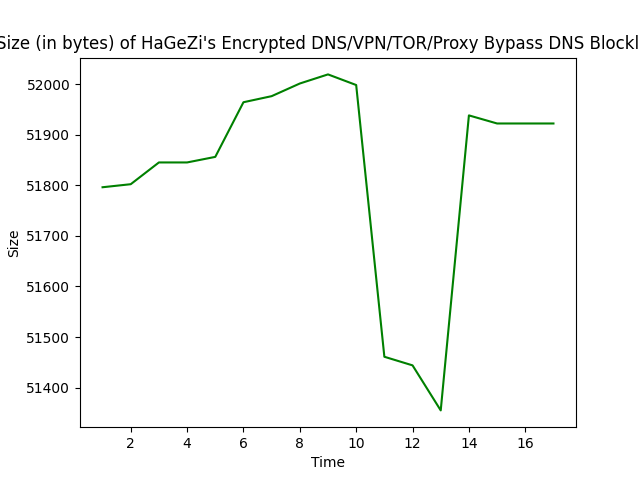 Size (in bytes) of HaGeZi's Encrypted DNS/VPN/TOR/Proxy Bypass DNS Blockl
52000
51900
51800
51700
51600
51500
51400
Size
2 4 6 8 10 12 14 16
Time